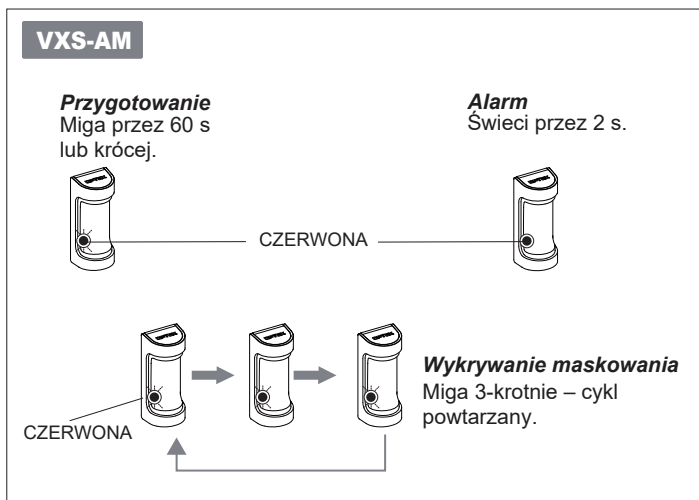 VXS-AM
Przygotowanie
Miga przez 60 s
lub krócej.
Alarm
Świeci przez 2 s.
CZERWONA
Wykrywanie maskowania
Miga 3-krotnie – cykl
powtarzany.
CZERWONA